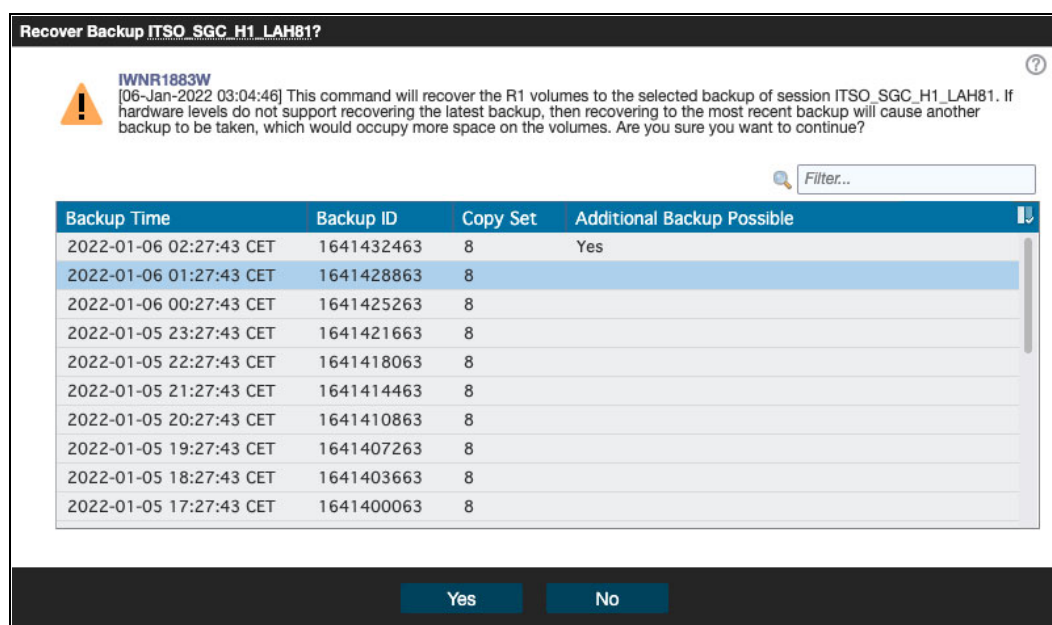 Recover Backup ITSO_SGC_H1_LAH81?
IWNR1883W
[06-Jan-2022 03:04:46] This command will recover the R1 volumes to the selected backup of session ITSO_SGC_H1_LAH81. If
hardware levels do not support recovering the latest backup, then recovering to the most recent backup will cause another
backup to be taken, which would occupy more space on the volumes. Are you sure you want to continue?
Filter...
Backup Time Backup ID Copy Set Additional Backup Possible
2022-01-06 02:27:43 CET 1641432463 8 Yes
2022-01-06 01:27:43 CET 1641428863 8
2022-01-06 00:27:43 CET 1641425263 8
2022-01-05 23:27:43 CET 1641421663 8
2022-01-05 22:27:43 CET 1641418063 8
2022-01-05 21:27:43 CET 1641414463 8
2022-01-05 20:27:43 CET 1641410863 8
2022-01-05 19:27:43 CET 1641407263 8
2022-01-05 18:27:43 CET 1641403663 8
2022-01-05 17:27:43 CET 1641400063 8
Yes No